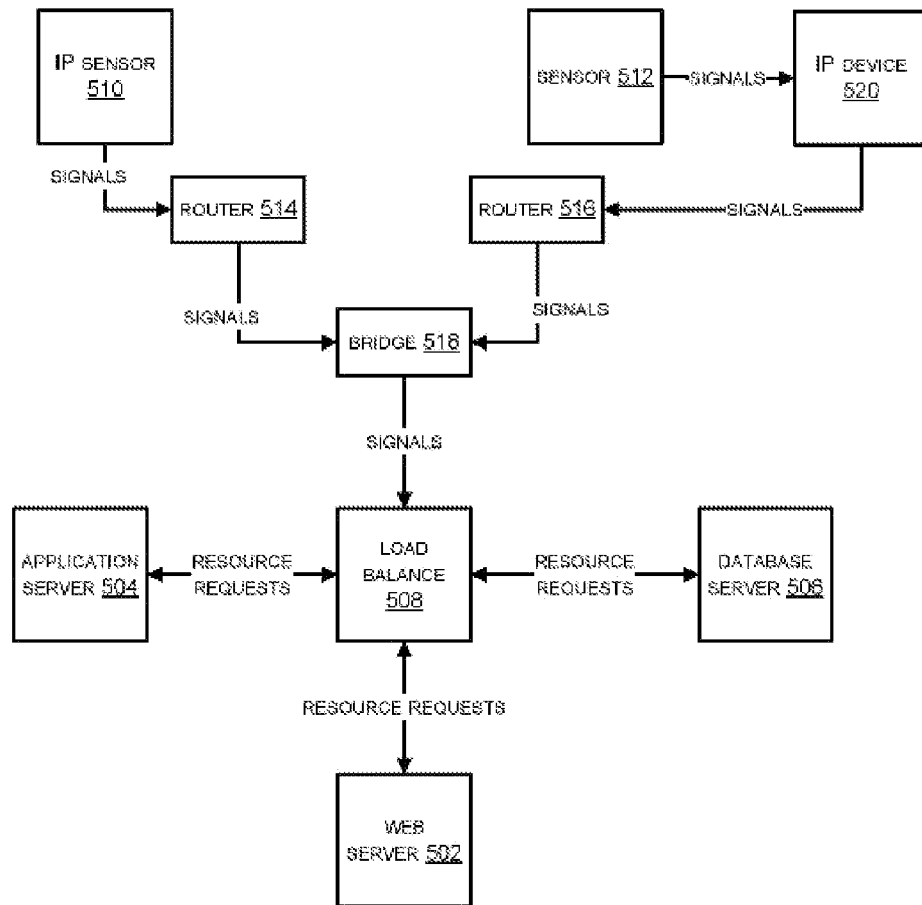 IP SENSOR
510
SENSOR 512
SIGNALS
IP DEVICE
520
SIGNALS
ROUTER 514
ROUTER 516
SIGNALS
SIGNALS
SIGNALS
BRIDGE 518
SIGNALS
APPLICATION
SERVER 504
RESOURCE
REQUESTS
LOAD
BALANCE
508
RESOURCE
REQUESTS
DATABASE
SERVER 506
RESOURCE REQUESTS
WEB
SERVER 502